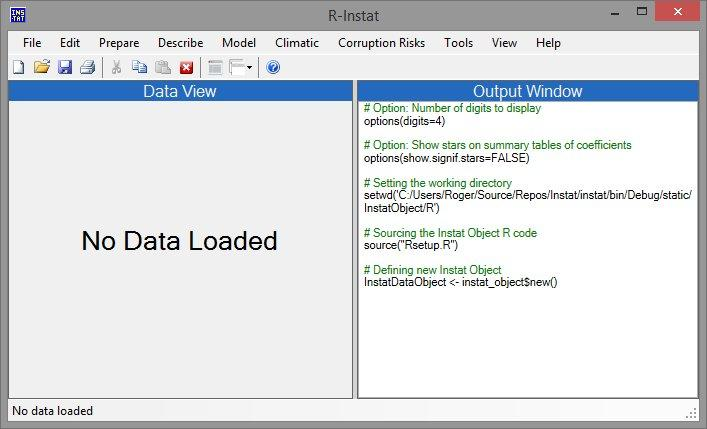 INS
TAT
R-Instat
File Edit Prepare Describe Model Climatic Corruption Risks Tools View Help
Data View
No Data Loaded
Output Window
# Option: Number of digits to display
options(digits=4)
# Option: Show stars on summary tables of coefficients
options(show.signif.stars=FALSE)
# Setting the working directory
setwd('C:/Users/Roger/Source/Repos/Instat/instat/bin/Debug/static/
InstatObject/R')
# Sourcing the Instat Object R code
source("Rsetup.R")
# Defining new Instat Object
InstatDataObject <- instat_object$new()
No data loaded